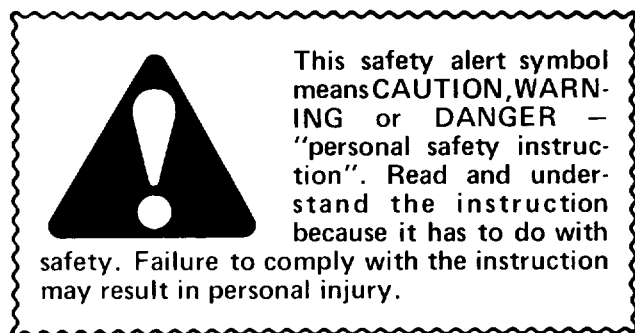 This safety alert symbol
means CAUTION, WARN-
ING or DANGER —
"personal safety instruc-
tion". Read and under-
stand the instruction
because it has to do with
safety. Failure to comply with the instruction
may result in personal injury.